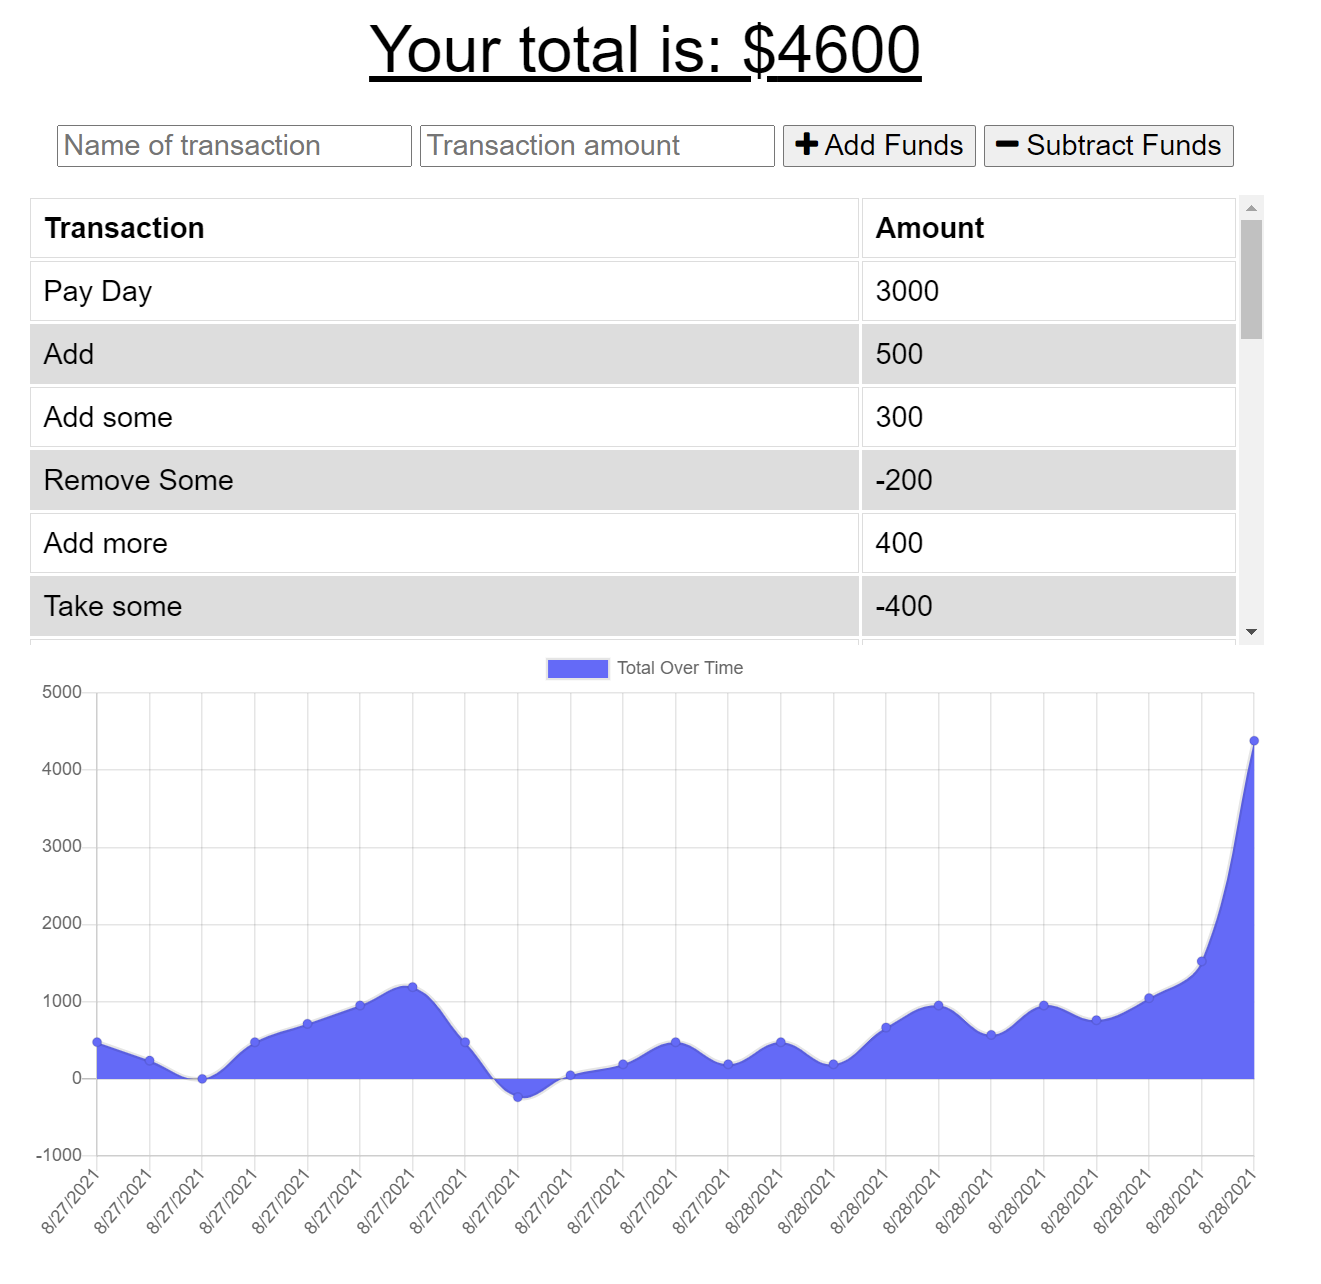 Your total is: $4600
Name of transaction Transaction amount Add Funds Subtract Funds
Transaction Amount
Pay Day 3000
Add 500
Add some 300
Remove Some -200
Add more 400
Take some -400
Total Over Time
5000
4000
3000
2000
1000
0
-1000
8/27/2021 8/27/2021 8/27/2021 8/27/2021 8/27/2021 8/27/2021 8/27/2021 8/27/2021 8/27/2021 8/27/2021 8/27/2021 8/27/2021 8/28/2021 8/28/2021 8/28/2021 8/28/2021 8/28/2021 8/28/2021 8/28/2021 8/28/2021 8/28/2021 8/28/2021 8/28/2021